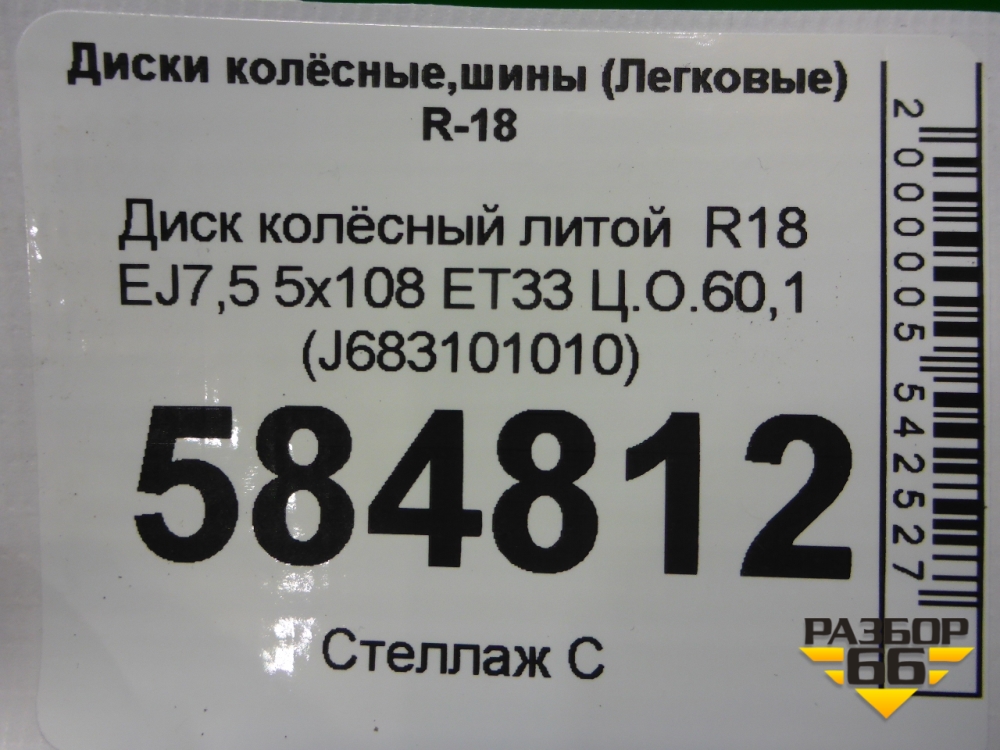 Диски колёсные,шины (Легковые)
R-18
Диск колёсный литой R18
EJ7,5 5x108 ET33 Ц.О.60,1
(J683101010)
584812
Стеллаж С
2000005542527
РАЗБОР
66